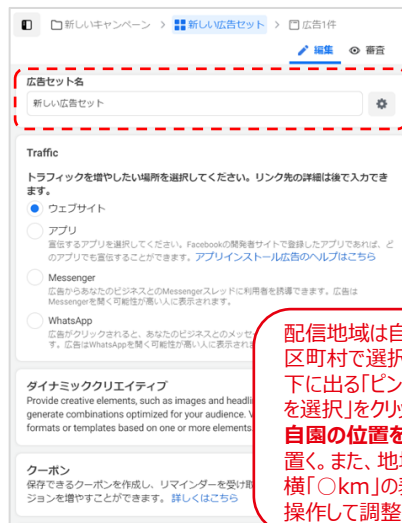 新しいキャンペーン > 新しい広告セット > 広告1件
編集 審査
広告セット名
新しい広告セット
Traffic
トラフィックを増やしたい場所を選択してください。リンク先の詳細は後で入力でき
ます。
ウェブサイト
アプリ
宣伝するアプリを選択してください。Facebookの開発者サイトで登録したアプリであれば、ど
のアプリでも宣伝することができます。アプリインストール広告のヘルプはこちら
Messenger
広告からあなたのビジネスとのMessengerスレッドに利用者を誘導できます。広告は
Messengerを開く可能性が高い人に表示されます。
WhatsApp
広告がクリックされると、あなたのビジネスとのメッセ
す。広告はWhatsAppを開く可能性が高い人に表示され
ダイナミッククリエイティブ
Provide creative elements, such as images and headli
generate combinations optimized for your audience. V
formats or templates based on one or more elements
クーポン
保存できるクーポンを作成し、リマインダーを受け取
ジョンを増やすことができます。詳しくはこちら
配信地域は自
区町村で選択
下に出る「ピン
を選択」をクリッ
自園の位置を
置く。また、地
横「○km」の
操作して調整